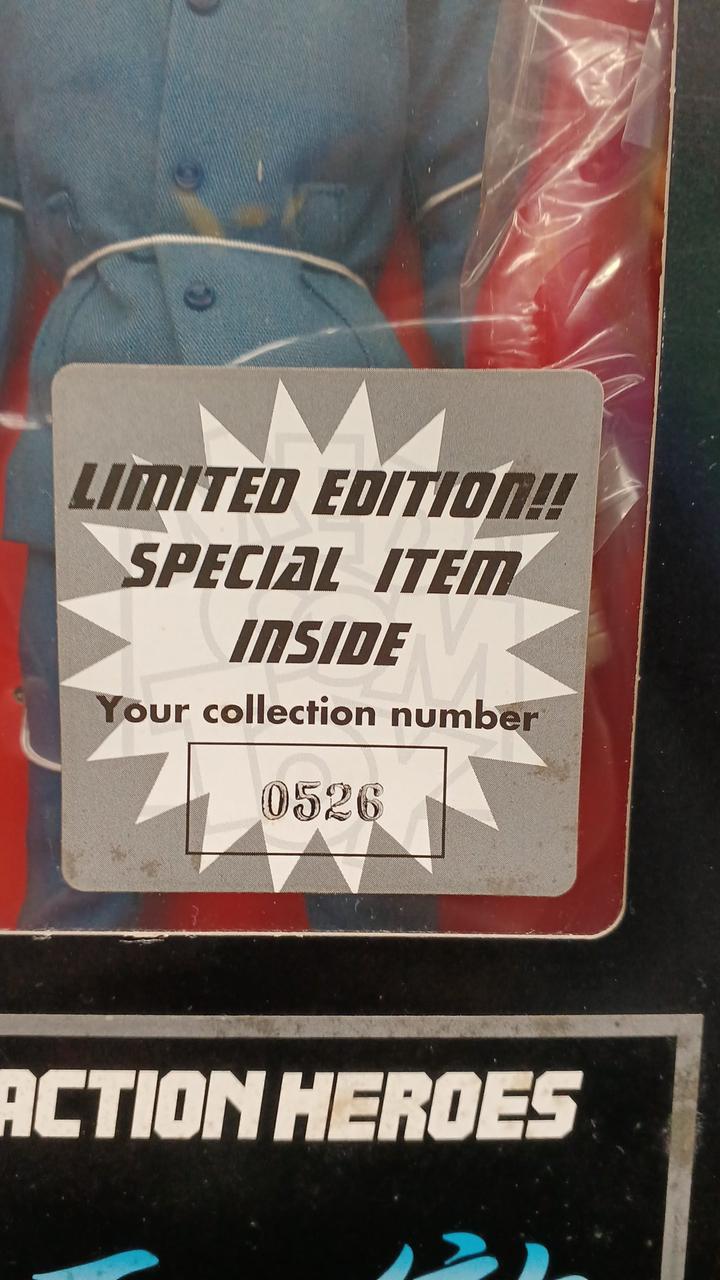 LIMITED EDITION!!
SPECIAL ITEM
INSIDE
Your collection number
0526
ACTION HEROES